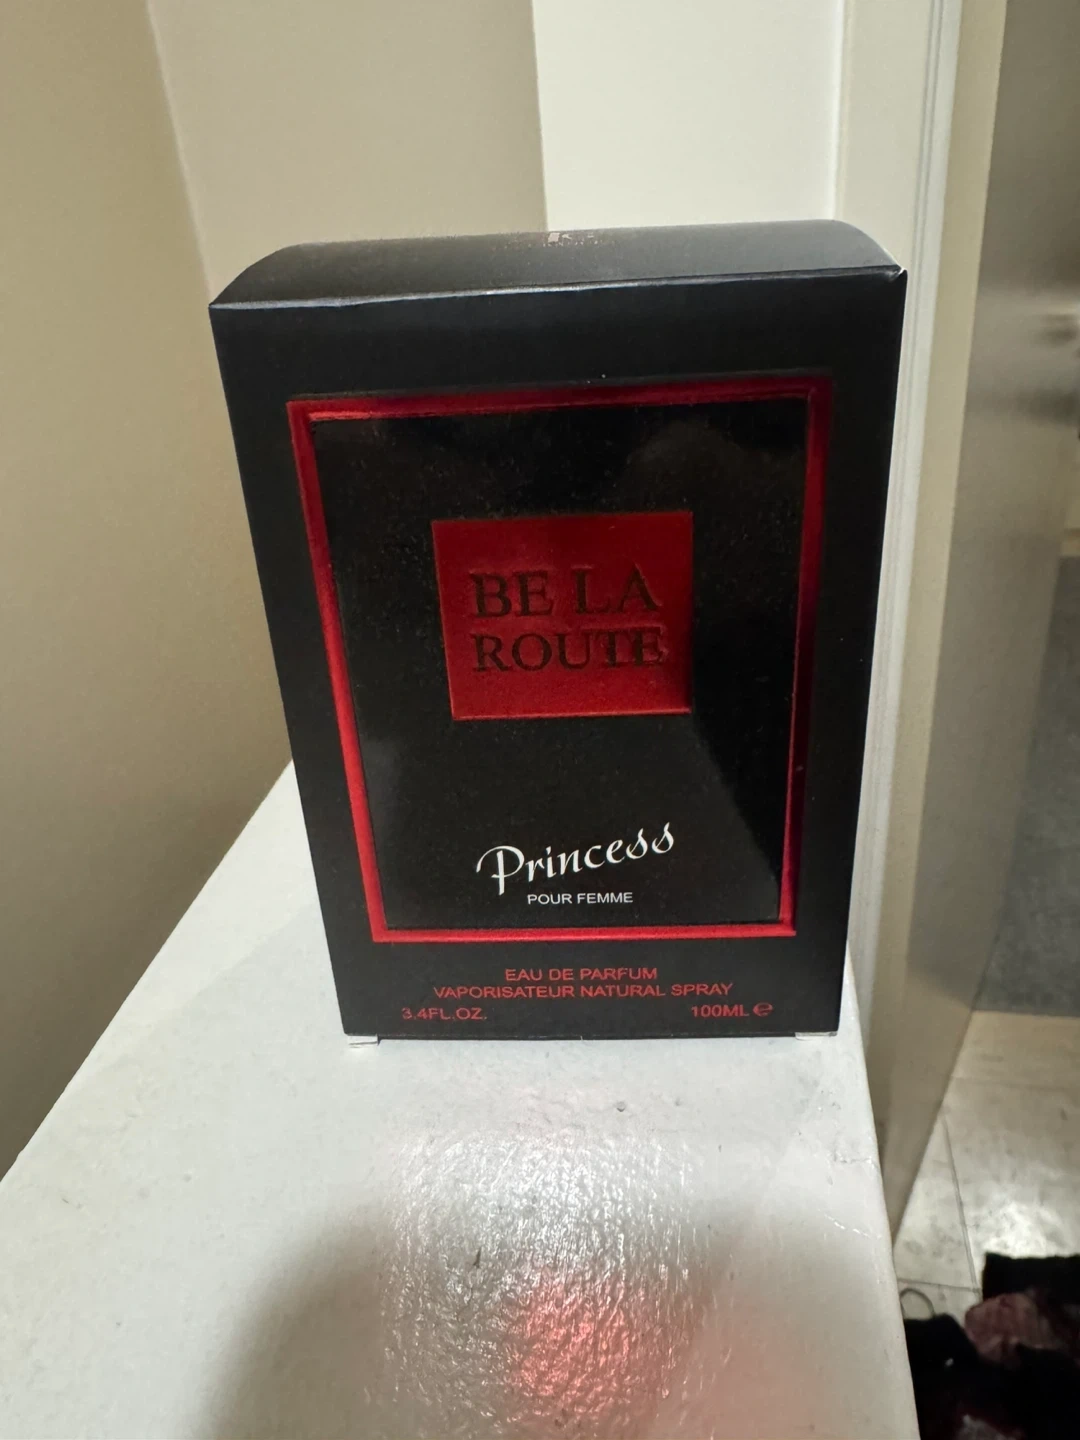 BE LA
ROUTE
Princess
POUR FEMME
EAU DE PARFUM
VAPORISATEUR NATURAL SPRAY
3.4FL.OZ.
100ML ℮